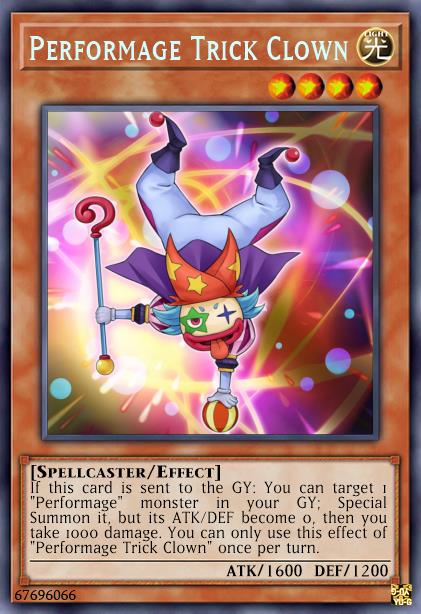 PERFORMAGE TRICK CLOWN
LIGHT
光
[SPELLCASTER/EFFECT]
If this card is sent to the GY: You can target 1
"Performage" monster in your GY; Special
Summon it, but its ATK/DEF become 0, then you
take 1000 damage. You can only use this effect of
"Performage Trick Clown" once per turn.
ATK/1600 DEF/1200
67696066